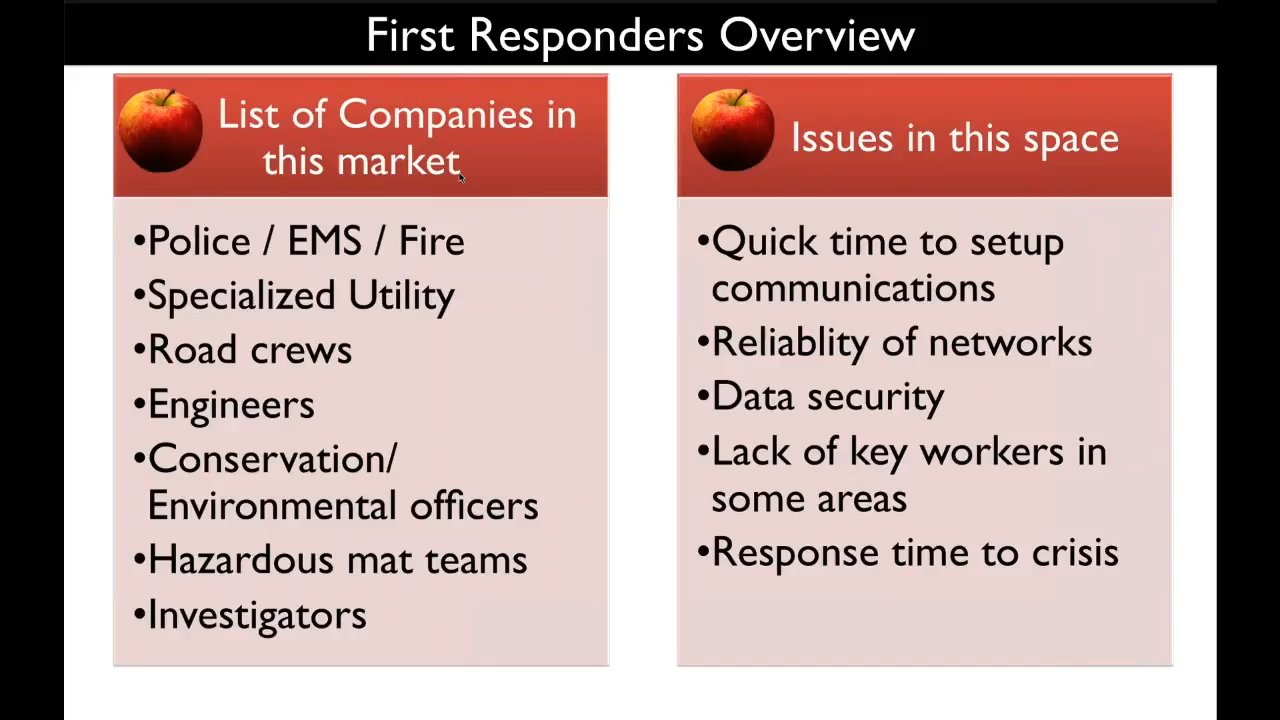 First Responders Overview
List of Companies in
this market
•Police / EMS / Fire
•Specialized Utility
•Road crews
•Engineers
•Conservation/
Environmental officers
•Hazardous mat teams
•Investigators
Issues in this space
•Quick time to setup
communications
•Reliablity of networks
•Data security
•Lack of key workers in
some areas
•Response time to crisis